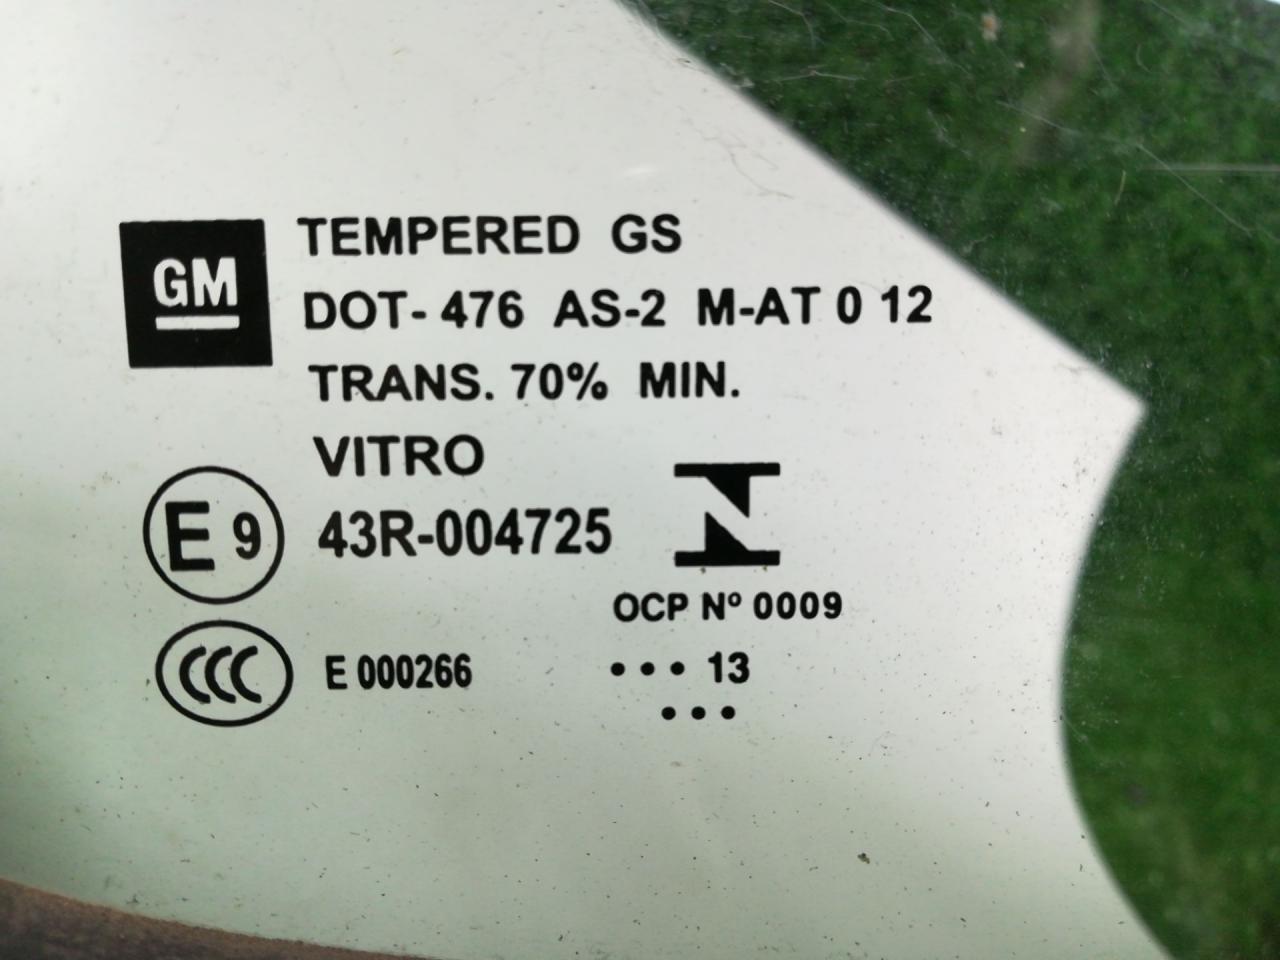 GM
TEMPERED GS
DOT- 476 AS-2 M-AT 0 12
TRANS. 70% MIN.
VITRO
E 9 43R-004725
OCP Nº 0009
CCC E 000266
••• 13
•••